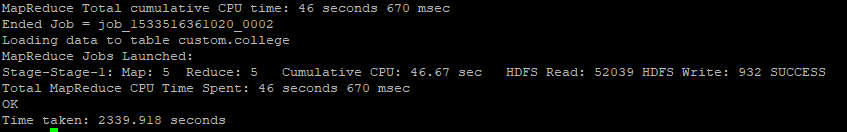 MapReduce Total cumulative CPU time: 46 seconds 670 msec
Ended Job = job_1533516361020_0002
Loading data to table custom.college
MapReduce Jobs Launched:
Stage-Stage-1: Map: 5  Reduce: 5   Cumulative CPU: 46.67 sec   HDFS Read: 52039 HDFS Write: 932 SUCCESS
Total MapReduce CPU Time Spent: 46 seconds 670 msec
OK
Time taken: 2339.918 seconds